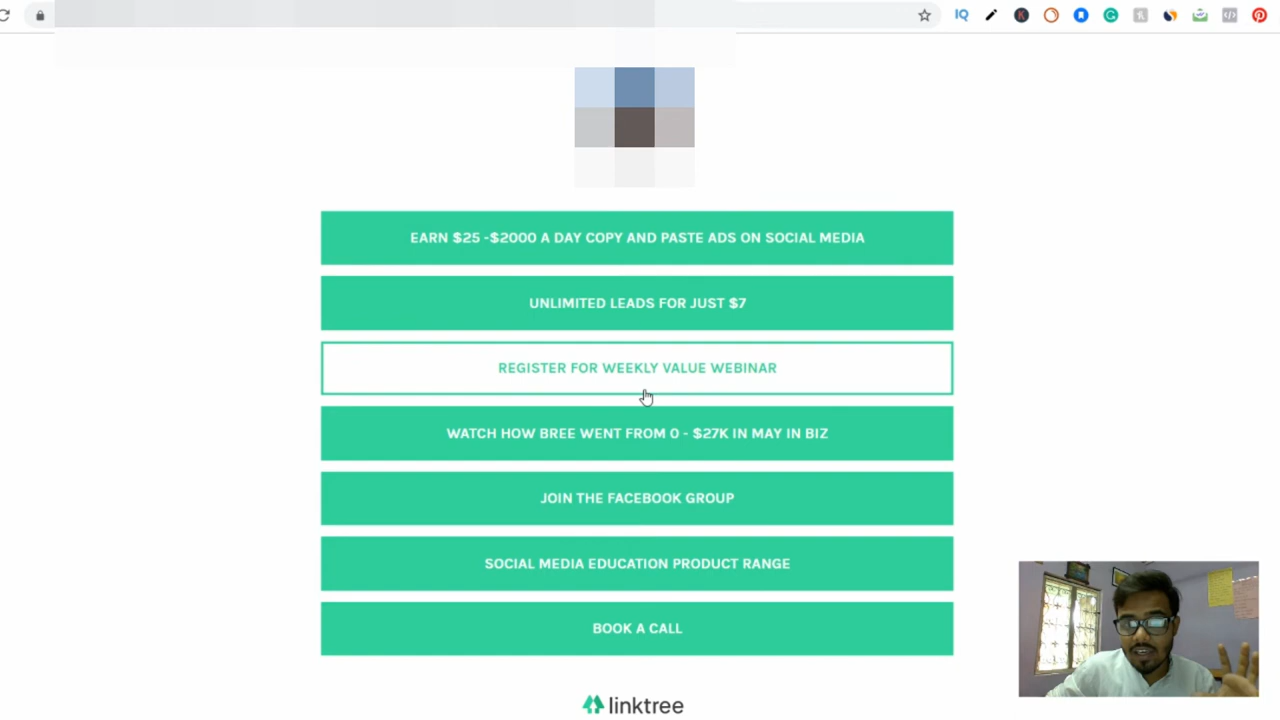 IQ
EARN $25 -$2000 A DAY COPY AND PASTE ADS ON SOCIAL MEDIA
UNLIMITED LEADS FOR JUST $7
REGISTER FOR WEEKLY VALUE WEBINAR
WATCH HOW BREE WENT FROM 0 - $27K IN MAY IN BIZ
JOIN THE FACEBOOK GROUP
SOCIAL MEDIA EDUCATION PRODUCT RANGE
BOOK A CALL
linktree